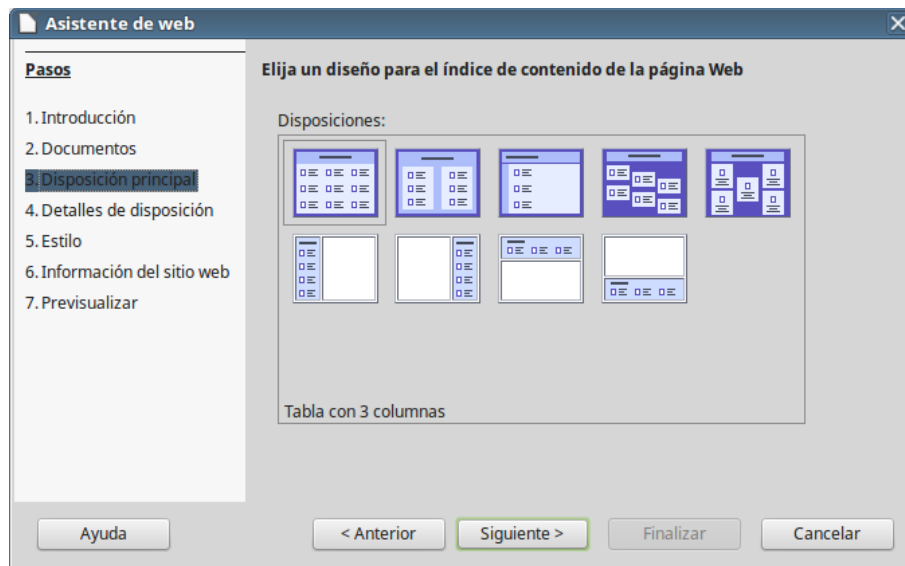 Asistente de web
Pasos
1. Introducción
2. Documentos
3. Disposición principal
4. Detalles de disposición
5. Estilo
6. Información del sitio web
7. Previsualizar
Elija un diseño para el índice de contenido de la página Web
Disposiciones:
Tabla con 3 columnas
Ayuda
< Anterior
Siguiente >
Finalizar
Cancelar